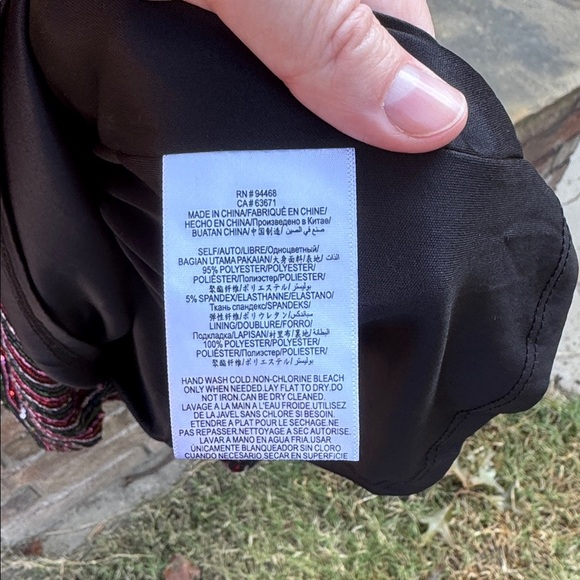 RN # 94468
CA # 63671
MADE IN CHINA/FABRIQUÉ EN CHINE/
HECHO EN CHINA/Произведено в Китае/
BUATAN CHINA/中国制造/ صنع في الصين/
SELF/AUTO/LIBRE/Одноцветный/
BAGIAN UTAMA PAKAIAN/大身面料/表地/ الذات/
95% POLYESTER/POLYESTER/
POLIÉSTER/Полиэстер/POLIESTER/
聚酯纤维/ポリエステル/ بوليستر/
5% SPANDEX/ELASTHANNE/ELASTANO/
Ткань спандекс/SPANDEKS/
弹性纤维/ポリウレタン/ سباندكس/
LINING/DOUBLURE/FORRO/
Подкладка/LAPISAN/衬里布/裏地/ البطانة/
100% POLYESTER/POLYESTER/
POLIÉSTER/Полиэстер/POLIESTER/
聚酯纤维/ポリエステル/ بوليستر/
HAND WASH COLD.NON-CHLORINE BLEACH
ONLY WHEN NEEDED.LAY FLAT TO DRY.DO
NOT IRON.CAN BE DRY CLEANED.
LAVAGE A LA MAIN A L'EAU FROIDE UTILISEZ
DE LA JAVEL SANS CHLORE SI BESOIN.
ETENDRE A PLAT POUR LE SECHAGE.NE
PAS REPASSER.NETTOYAGE A SEC AUTORISE.
LAVAR A MANO EN AGUA FRIA.USAR
ÚNICAMENTE BLANQUEADOR SIN CLORO
CUANDO NECESARIO.SECAR EN SUPERFICIE